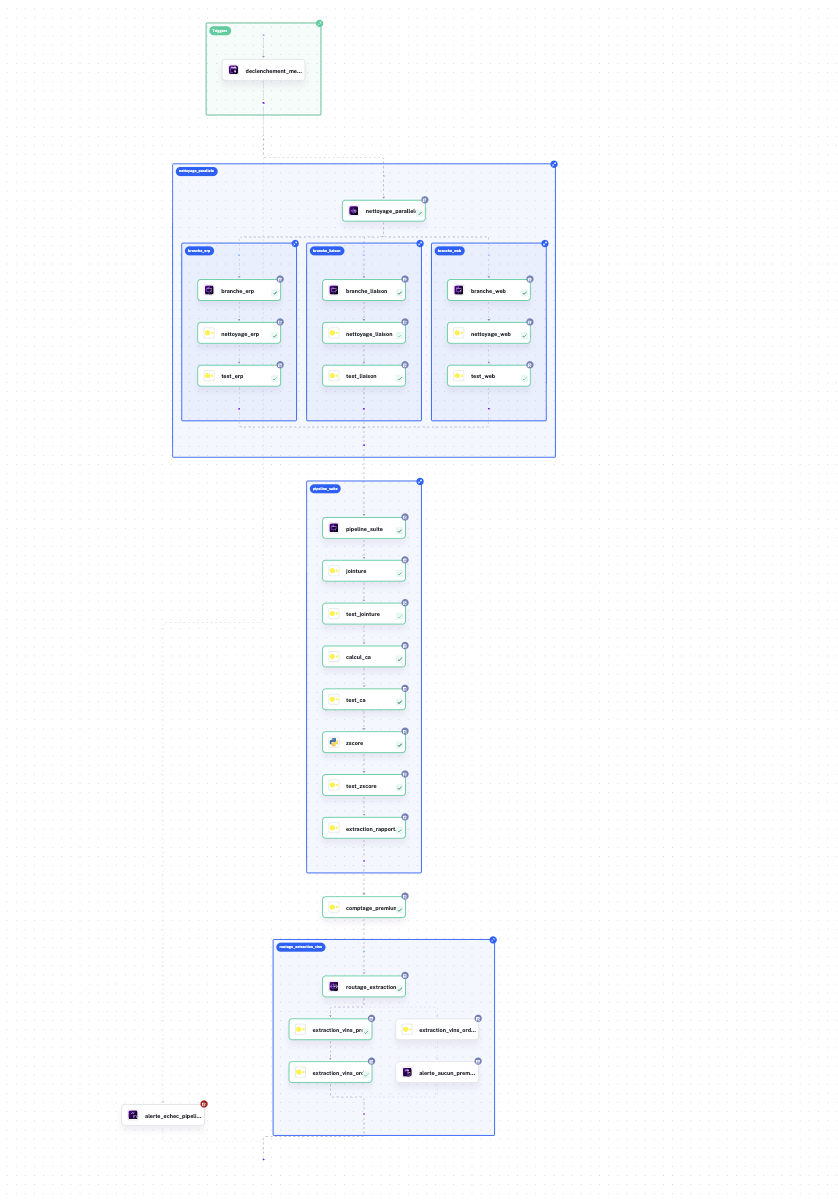 Triggers
declenchement_me...
nettoyage_parallele
nettoyage_parallel
branche_erp
branche_liaison
branche_web
branche_erp
branche_liaison
branche_web
nettoyage_erp
nettoyage_liaison
nettoyage_web
test_erp
test_liaison
test_web
pipeline_suite
pipeline_suite
jointure
test_jointure
calcul_ca
test_ca
zscore
test_zscore
extraction_rapport
comptage_premium
routage_extraction_vins
routage_extraction
extraction_vins_pr
extraction_vins_ord...
extraction_vins_or
alerte_aucun_prem...
alerte_echec_pipeli...